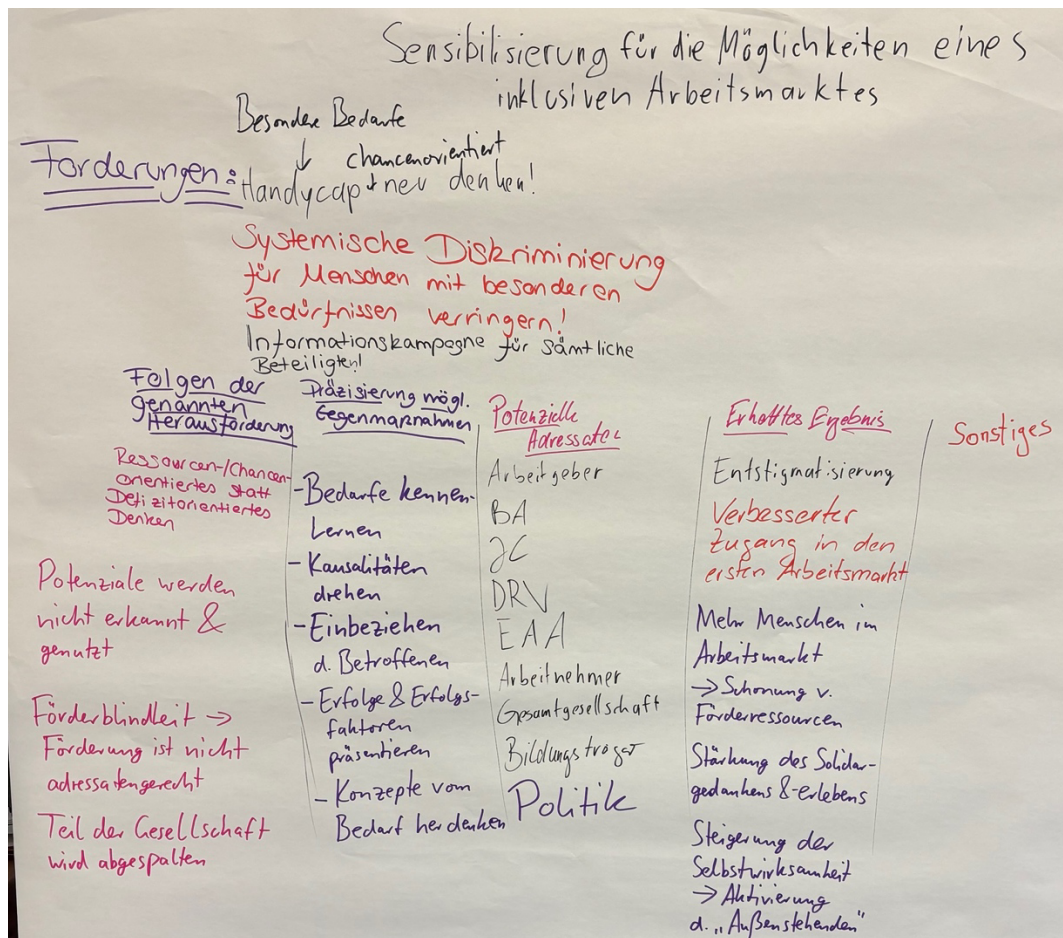 Sensibilisierung für die Möglichkeiten eines
inklusiven Arbeitsmarktes
Besondere Bedarfe
↓ chancenorientiert
Forderungen:
Handycap + neu denken!
Systemische Diskriminierung
für Menschen mit besonderen
Bedürfnissen verringern!
Informationskampagne für sämtliche
Beteiligten!
Folgen der
genannten
Herausforderung
Ressourcen-/Chancen-
orientiertes statt
Defizitorientiertes
Denken
Potenziale werden
nicht erkannt &
genutzt
Förderblindheit →
Förderung ist nicht
adressatengerecht
Teil der Gesellschaft
wird abgespalten
Präzisierung mögl.
Gegenmaßnahmen
- Bedarfe kennen-
lernen
- Kausalitäten
drehen
- Einbeziehen
d. Betroffenen
- Erfolge & Erfolgs-
faktoren
präsentieren
- Konzepte vom
Bedarf her denken
Potenzielle
Adressaten
Arbeitgeber
BA
JC
DRV
EAA
Arbeitnehmer
Gesamtgesellschaft
Bildungsträger
Politik
Erhofftes Ergebnis
Entstigmatisierung
Verbesserter
Zugang in den
ersten Arbeitsmarkt
Mehr Menschen im
Arbeitsmarkt
→ Schonung v.
Förderressourcen
Stärkung des Solidar-
gedankens & -erlebens
Steigerung der
Selbstwirksamkeit
→ Aktivierung
d. „Außenstehenden"
Sonstiges